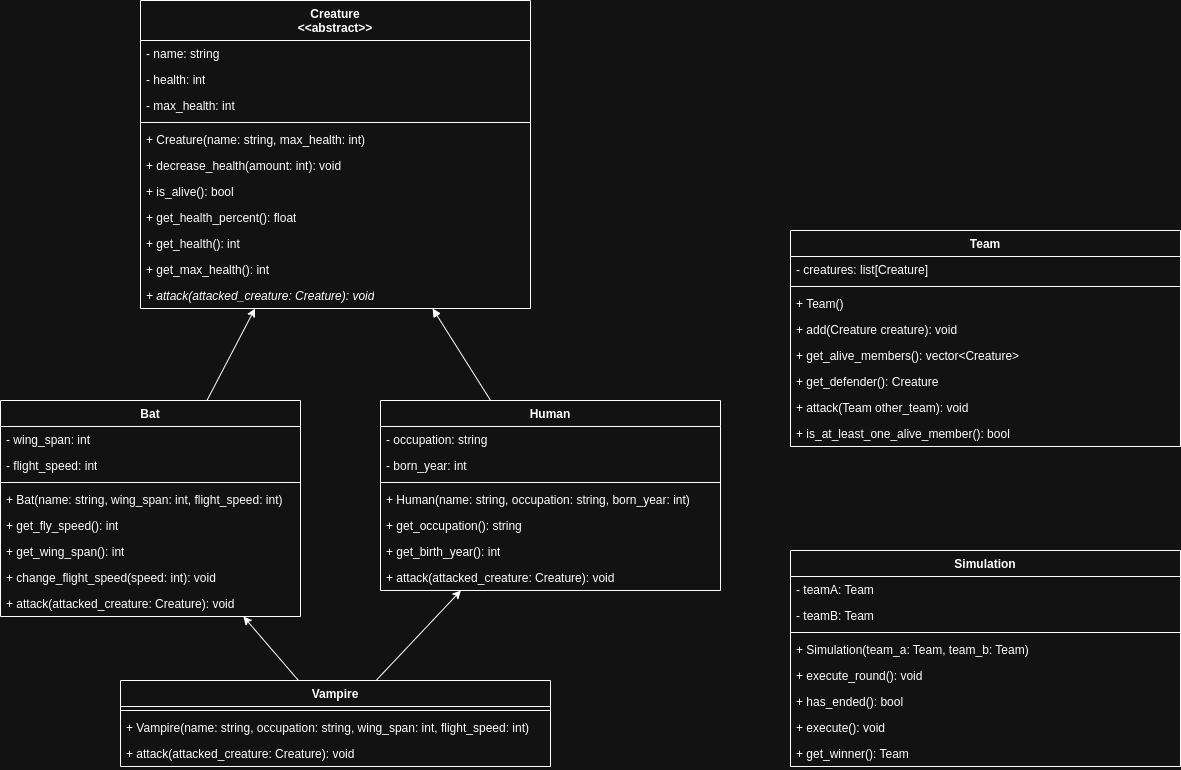 Creature
<<abstract>>
- name: string
- health: int
- max_health: int
+ Creature(name: string, max_health: int)
+ decrease_health(amount: int): void
+ is_alive(): bool
+ get_health_percent(): float
+ get_health(): int
+ get_max_health(): int
+ attack(attacked_creature: Creature): void
Team
- creatures: list[Creature]
+ Team()
+ add(Creature creature): void
+ get_alive_members(): vector<Creature>
+ get_defender(): Creature
+ attack(Team other_team): void
+ is_at_least_one_alive_member(): bool
Bat
- wing_span: int
- flight_speed: int
+ Bat(name: string, wing_span: int, flight_speed: int)
+ get_fly_speed(): int
+ get_wing_span(): int
+ change_flight_speed(speed: int): void
+ attack(attacked_creature: Creature): void
Human
- occupation: string
- born_year: int
+ Human(name: string, occupation: string, born_year: int)
+ get_occupation(): string
+ get_birth_year(): int
+ attack(attacked_creature: Creature): void
Simulation
- teamA: Team
- teamB: Team
+ Simulation(team_a: Team, team_b: Team)
+ execute_round(): void
+ has_ended(): bool
+ execute(): void
+ get_winner(): Team
Vampire
+ Vampire(name: string, occupation: string, wing_span: int, flight_speed: int)
+ attack(attacked_creature: Creature): void